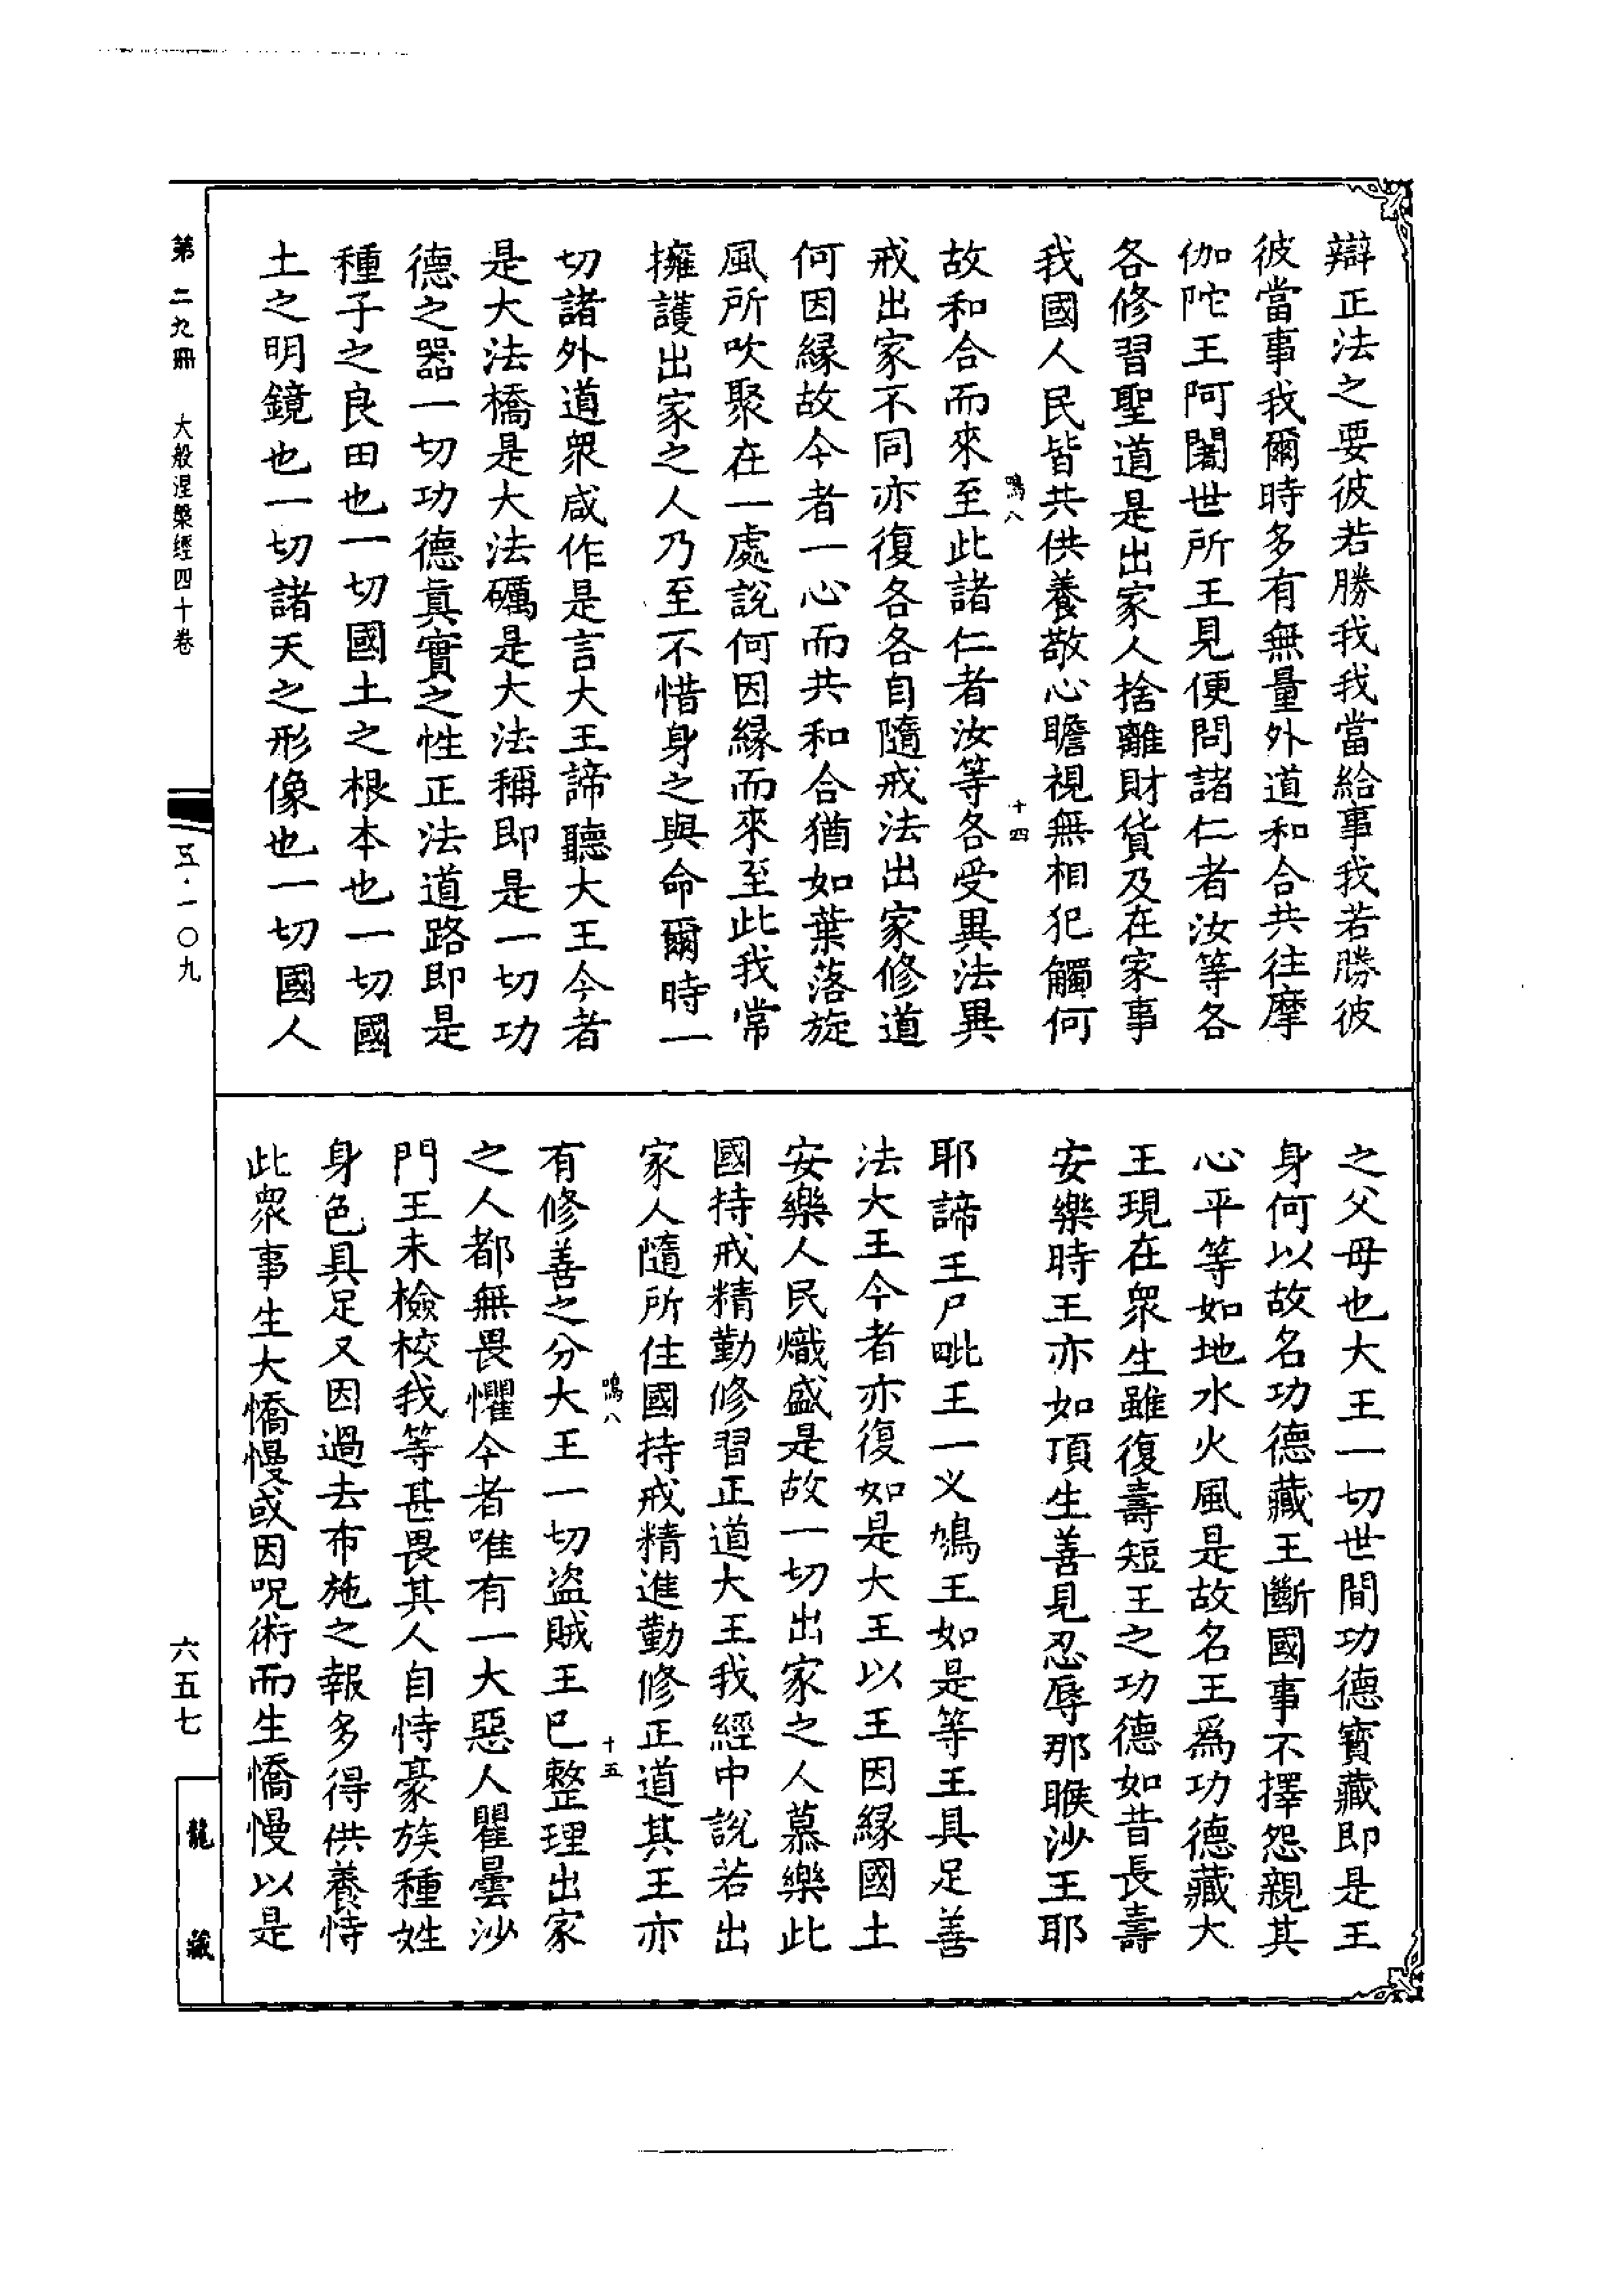 辯正法之要彼若勝我我當給事我若勝彼
彼當事我爾時多有無量外道和合共往摩
伽陀王阿闍世所王見便問諸仁者汝等各
各修習聖道是出家人捨離財貨及在家事
我國人民皆共供養敬心瞻視無相犯觸何
鳴八 十四
故和合而來至此諸仁者汝等各受異法異
戒出家不同亦復各各自隨戒法出家修道
何因緣故今者一心而共和合猶如葉落旋
風所吹聚在一處說何因緣而來至此我常
擁護出家之人乃至不惜身之與命爾時一
切諸外道眾咸作是言大王諦聽大王今者
是大法橋是大法礪是大法稱即是一切功
德之器一切功德真實之性正法道路即是
種子之良田也一切國土之根本也一切國
土之明鏡也一切諸天之形像也一切國人
之父母也大王一切世間功德寶藏即是王
身何以故名功德藏王斷國事不擇怨親其
心平等如地水火風是故名王為功德藏大
王現在眾生雖復壽短王之功德如昔長壽
安樂時王亦如頂生善見忍辱那睺沙王耶
耶諦王尸毗王一义鳩王如是等王具足善
法大王今者亦復如是大王以王因緣國土
安樂人民熾盛是故一切出家之人慕樂此
國持戒精勤修習正道大王我經中說若出
家人隨所住國持戒精進勤修正道其王亦
鳴八 十五
有修善之分大王一切盜賊王已整理出家
之人都無畏懼今者唯有一大惡人瞿曇沙
門王未檢校我等甚畏其人自恃豪族種姓
身色具足又因過去布施之報多得供養恃
此眾事生大憍慢或因呪術而生憍慢以是
第二九冊 大般涅槃經四十卷 五·一〇九 六五七 龍藏